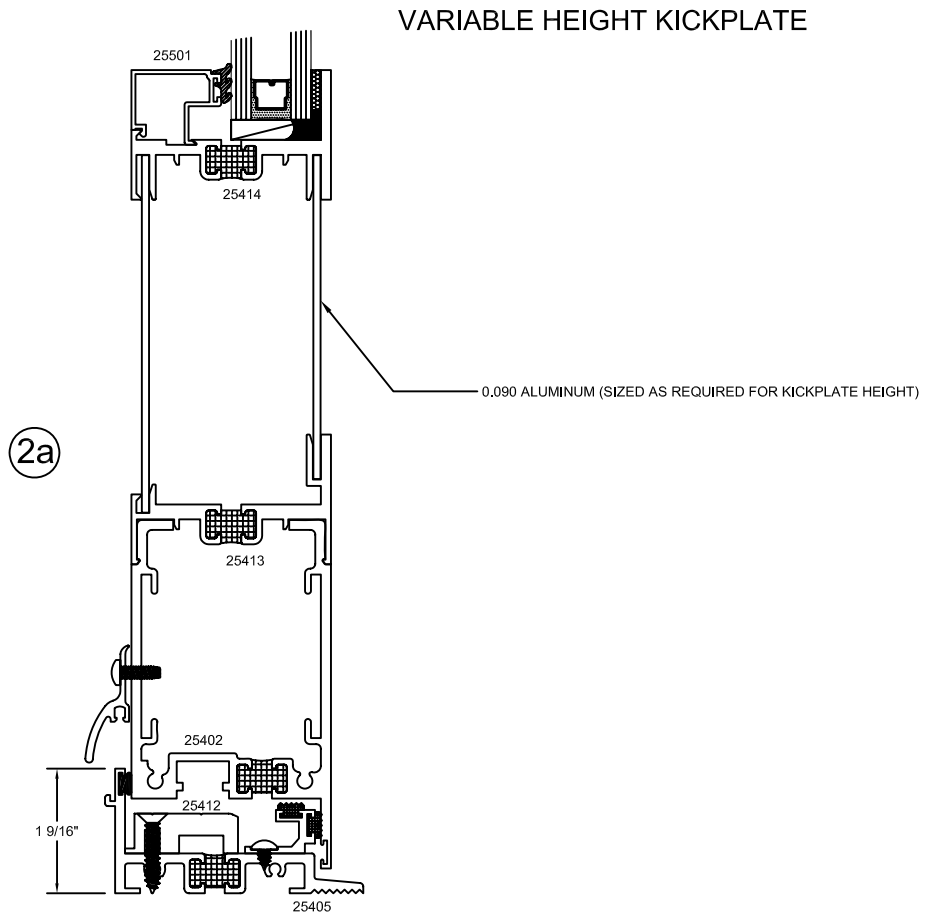 VARIABLE HEIGHT KICKPLATE
25501
25414
0.090 ALUMINUM (SIZED AS REQUIRED FOR KICKPLATE HEIGHT)
2a
25413
25402
25412
1 9/16"
25405